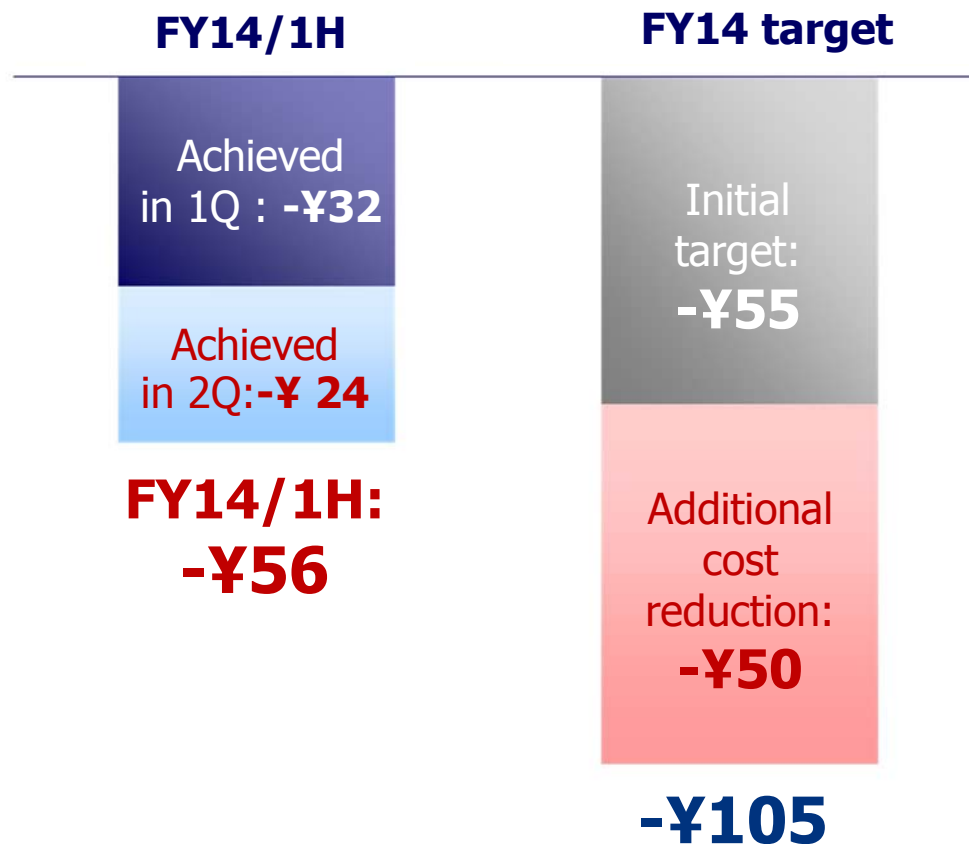 FY14/1H
Achieved
in 1Q : -¥32
Achieved
in 2Q:-¥ 24
FY14/1H:
-¥56
FY14 target
Initial
target:
-¥55
Additional
cost
reduction:
-¥50
-¥105